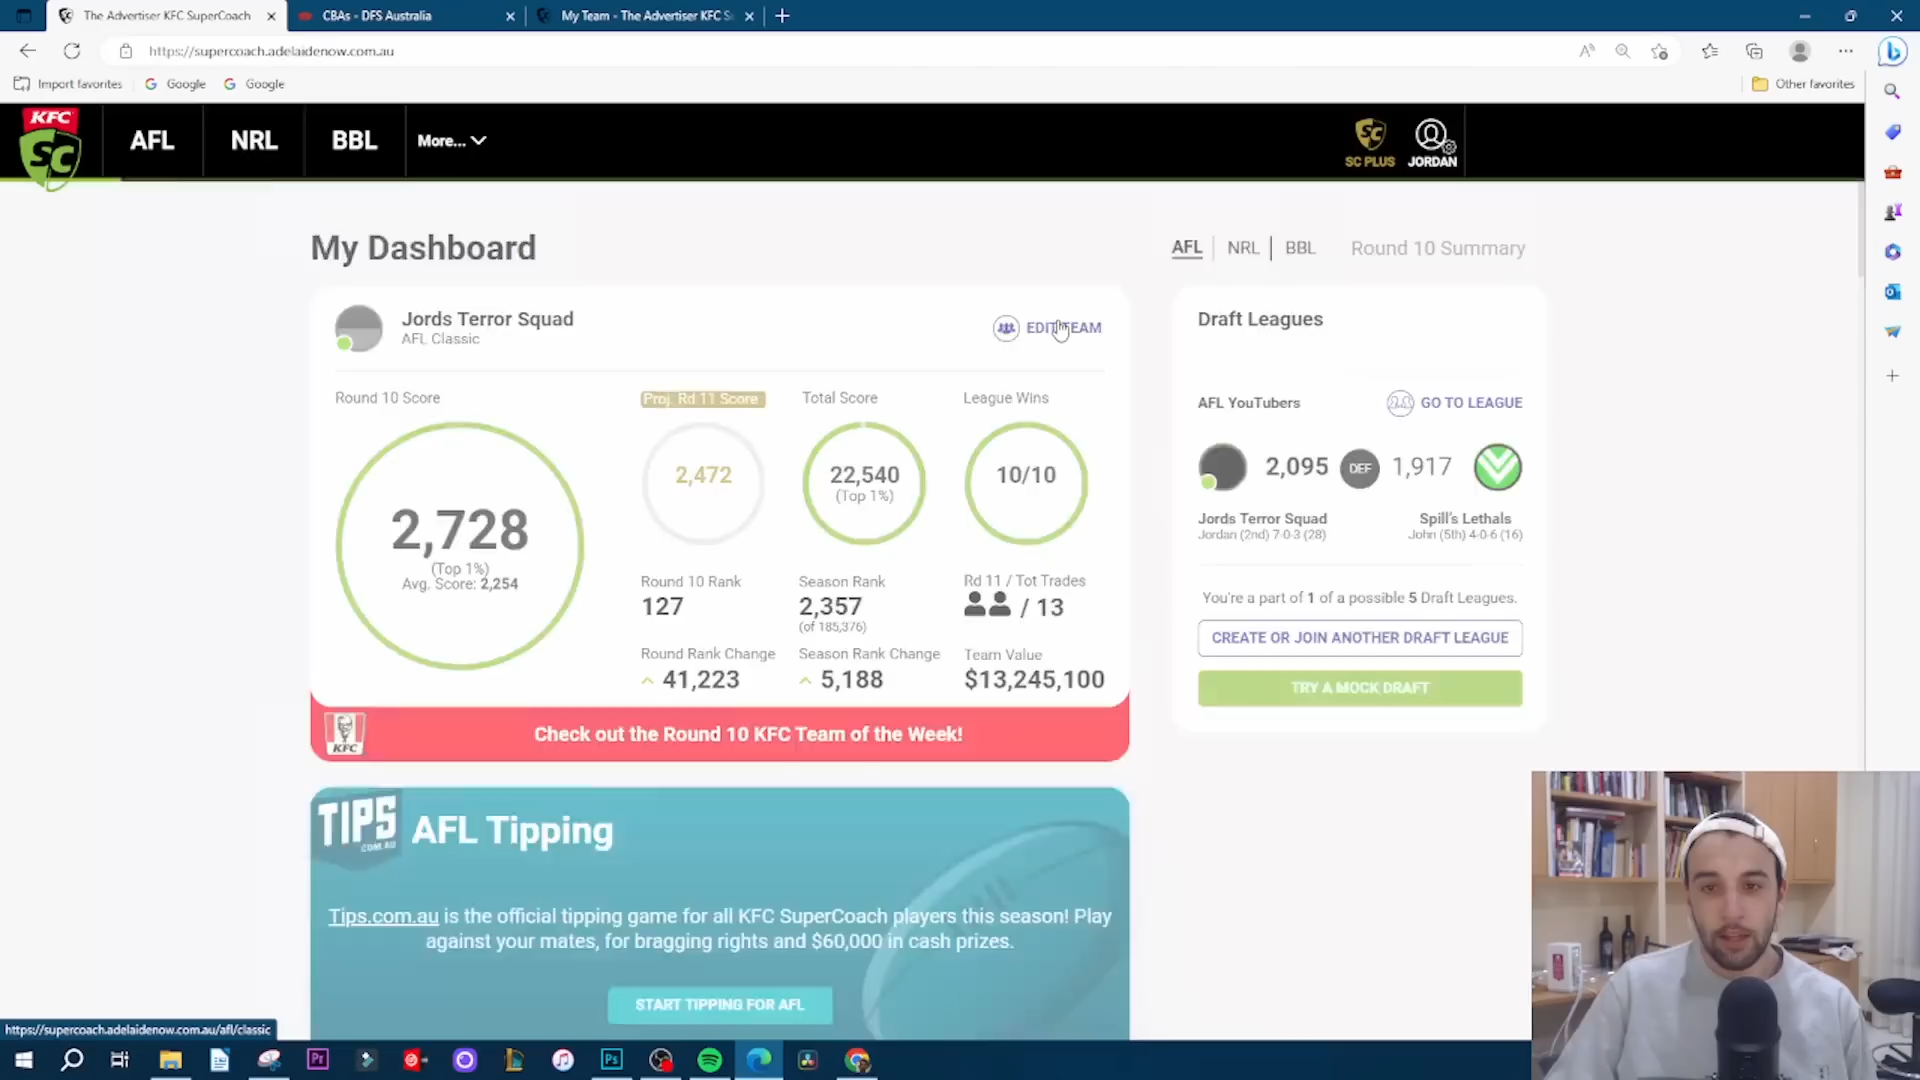 The Advertiser KFC SuperCoach
CBAs - DFS Australia
My Team - The Advertiser KFC S
https://supercoach.adelaidenow.com.au
Import favorites
Google
Google
Other favorites
KFC
SC
AFL
NRL
BBL
More...
SC
SC PLUS
JORDAN
My Dashboard
AFL
NRL
BBL
Round 10 Summary
Jords Terror Squad
AFL Classic
EDIT TEAM
Round 10 Score
2,728
(Top 1%)
Avg. Score: 2,254
Proj. Rd 11 Score
2,472
Total Score
22,540
(Top 1%)
League Wins
10/10
Round 10 Rank
127
Season Rank
2,357
(of 185,376)
Rd 11 / Tot Trades
/ 13
Round Rank Change
41,223
Season Rank Change
5,188
Team Value
$13,245,100
KFC
Check out the Round 10 KFC Team of the Week!
Draft Leagues
AFL YouTubers
GO TO LEAGUE
2,095
DEF
1,917
Jords Terror Squad
Jordan (2nd) 7-0-3 (28)
Spill's Lethals
John (5th) 4-0-6 (16)
You're a part of 1 of a possible 5 Draft Leagues.
CREATE OR JOIN ANOTHER DRAFT LEAGUE
TRY A MOCK DRAFT
TIPS
.COM.AU
AFL Tipping
Tips.com.au is the official tipping game for all KFC SuperCoach players this season! Play
against your mates, for bragging rights and $60,000 in cash prizes.
START TIPPING FOR AFL
https://supercoach.adelaidenow.com.au/afl/classic
Pr
Ps